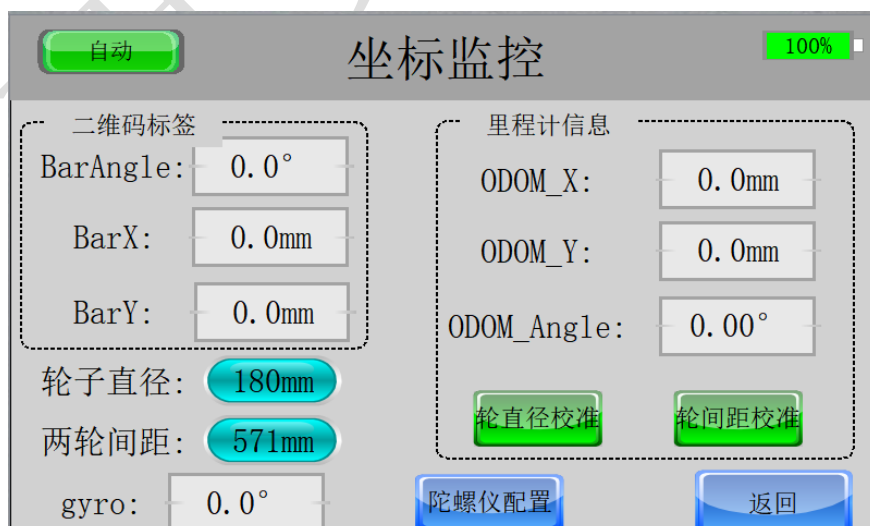 自动
坐标监控
100%
二维码标签
BarAngle: 0.0°
BarX: 0.0mm
BarY: 0.0mm
里程计信息
ODOM_X: 0.0mm
ODOM_Y: 0.0mm
ODOM_Angle: 0.00°
轮直径校准 轮间距校准
轮子直径: 180mm
两轮间距: 571mm
gyro: 0.0°
陀螺仪配置
返回